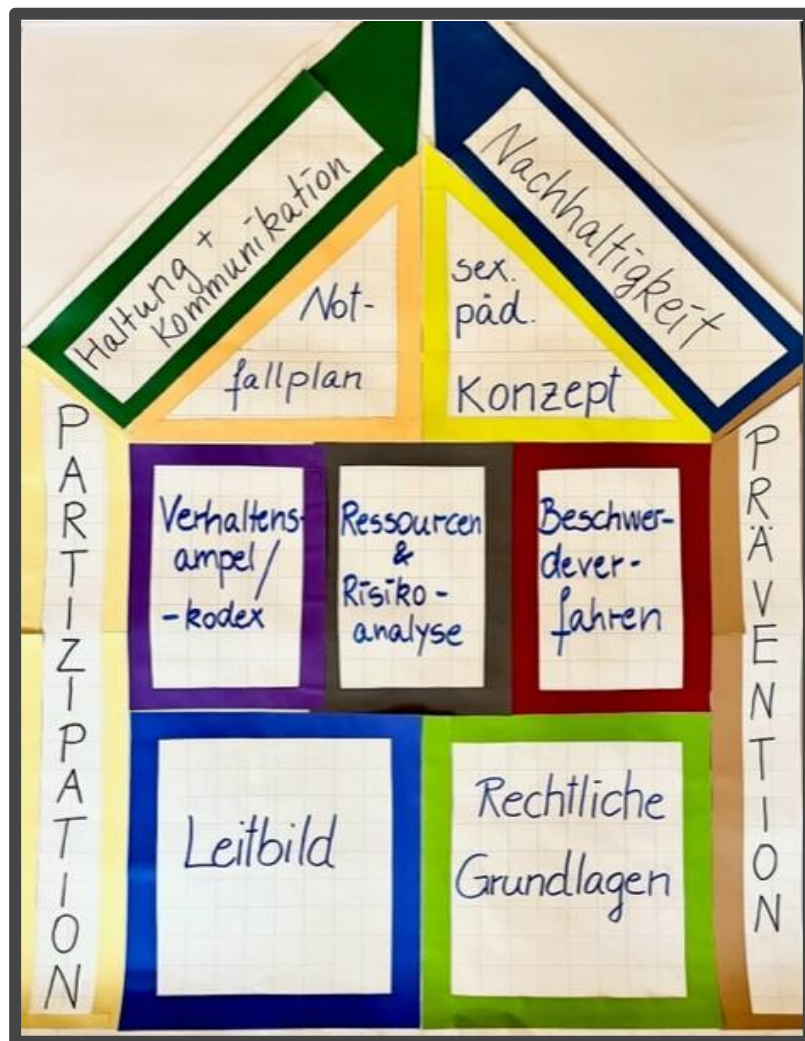 Haltung +
Kommunikation
Nachhaltigkeit
Not-
fallplan
sex.
päd.
Konzept
PARTIZIPATION
Verhaltens-
ampel/
-kodex
Ressourcen
&
Risiko-
analyse
Beschwer-
dever-
fahren
PRÄVENTION
Leitbild
Rechtliche
Grundlagen